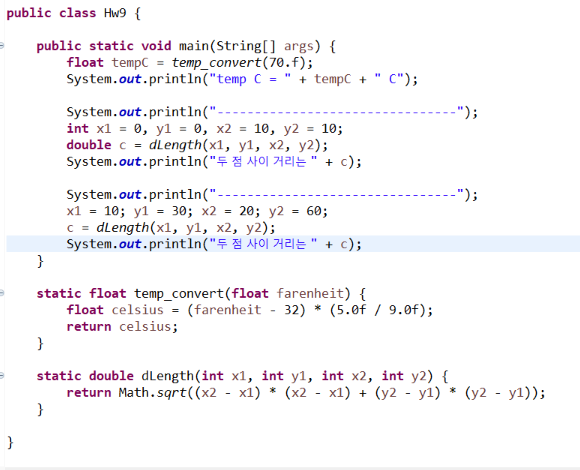 public class Hw9 {
public static void main(String[] args) {
float tempC = temp_convert(70.f);
System.out.println("temp C = " + tempC + " C");
System.out.println("--------------------------------");
int x1 = 0, y1 = 0, x2 = 10, y2 = 10;
double c = dLength(x1, y1, x2, y2);
System.out.println("두 점 사이 거리는 " + c);
System.out.println("--------------------------------");
x1 = 10; y1 = 30; x2 = 20; y2 = 60;
c = dLength(x1, y1, x2, y2);
System.out.println("두 점 사이 거리는 " + c);
}
static float temp_convert(float farenheit) {
float celsius = (farenheit - 32) * (5.0f / 9.0f);
return celsius;
}
static double dLength(int x1, int y1, int x2, int y2) {
return Math.sqrt((x2 - x1) * (x2 - x1) + (y2 - y1) * (y2 - y1));
}
}